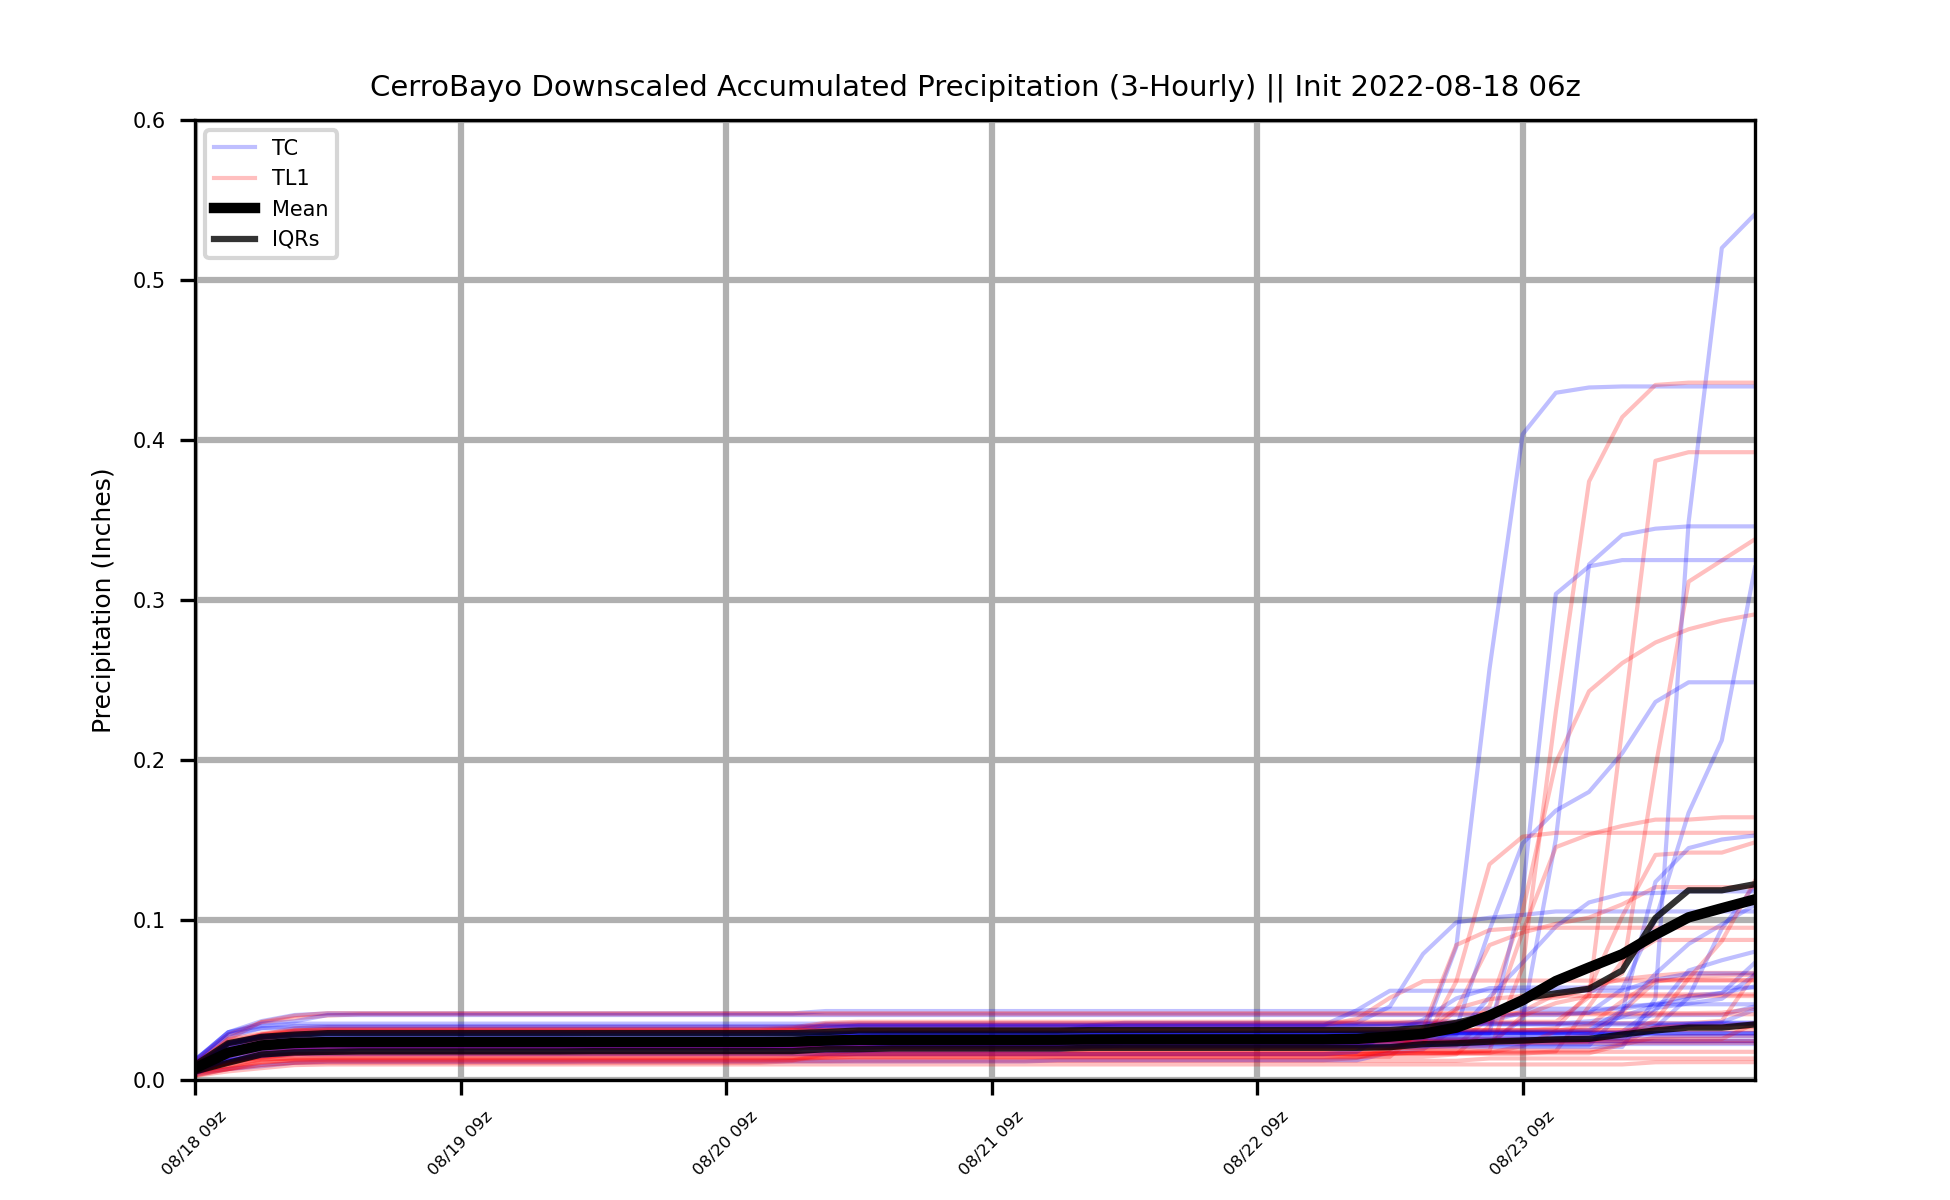 CerroBayo Downscaled Accumulated Precipitation (3-Hourly) || Init 2022-08-18 06z
0.6
0.5
0.4
0.3
0.2
0.1
0.0
Precipitation (Inches)
TC
TL1
Mean
IQRs
08/18 09z
08/19 09z
08/20 09z
08/21 09z
08/22 09z
08/23 09z